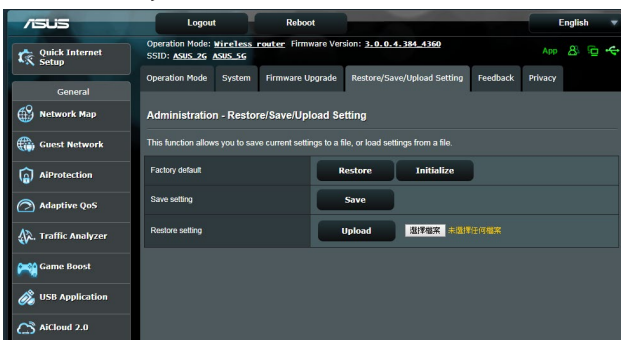 ASUS
Logout
Reboot
English
Quick Internet
Setup
Operation Mode: Wireless router Firmware Version: 3.0.0.4.384_4360
SSID: ASUS_2G ASUS_5G
App
Operation Mode
System
Firmware Upgrade
Restore/Save/Upload Setting
Feedback
Privacy
General
Network Map
Guest Network
AiProtection
Adaptive QoS
Traffic Analyzer
Game Boost
USB Application
AiCloud 2.0
Administration - Restore/Save/Upload Setting
This function allows you to save current settings to a file, or load settings from a file.
Factory default
Restore
Initialize
Save setting
Save
Restore setting
Upload
選擇檔案 未選擇任何檔案